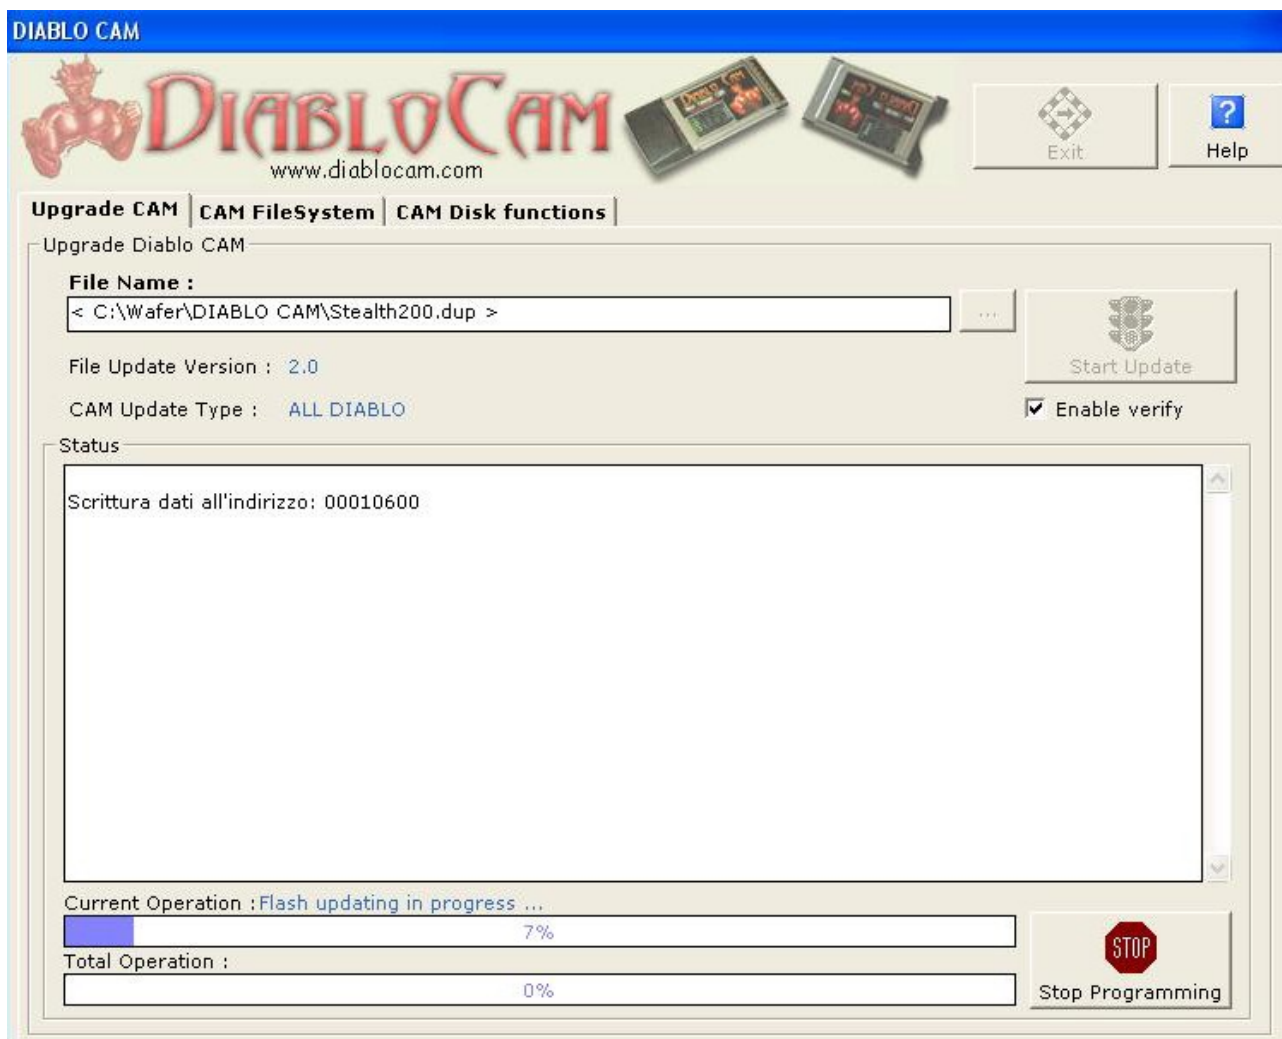 DIABLO CAM
DIABLOCAM
www.diablocam.com
Exit
Help
Upgrade CAM CAM FileSystem CAM Disk functions
Upgrade Diablo CAM
File Name :
< C:\Wafer\DIABLO CAM\Stealth200.dup >
...
Start Update
File Update Version : 2.0
CAM Update Type : ALL DIABLO
Enable verify
Status
Scrittura dati all'indirizzo: 00010600
Current Operation :Flash updating in progress ...
7%
Total Operation :
0%
STOP
Stop Programming